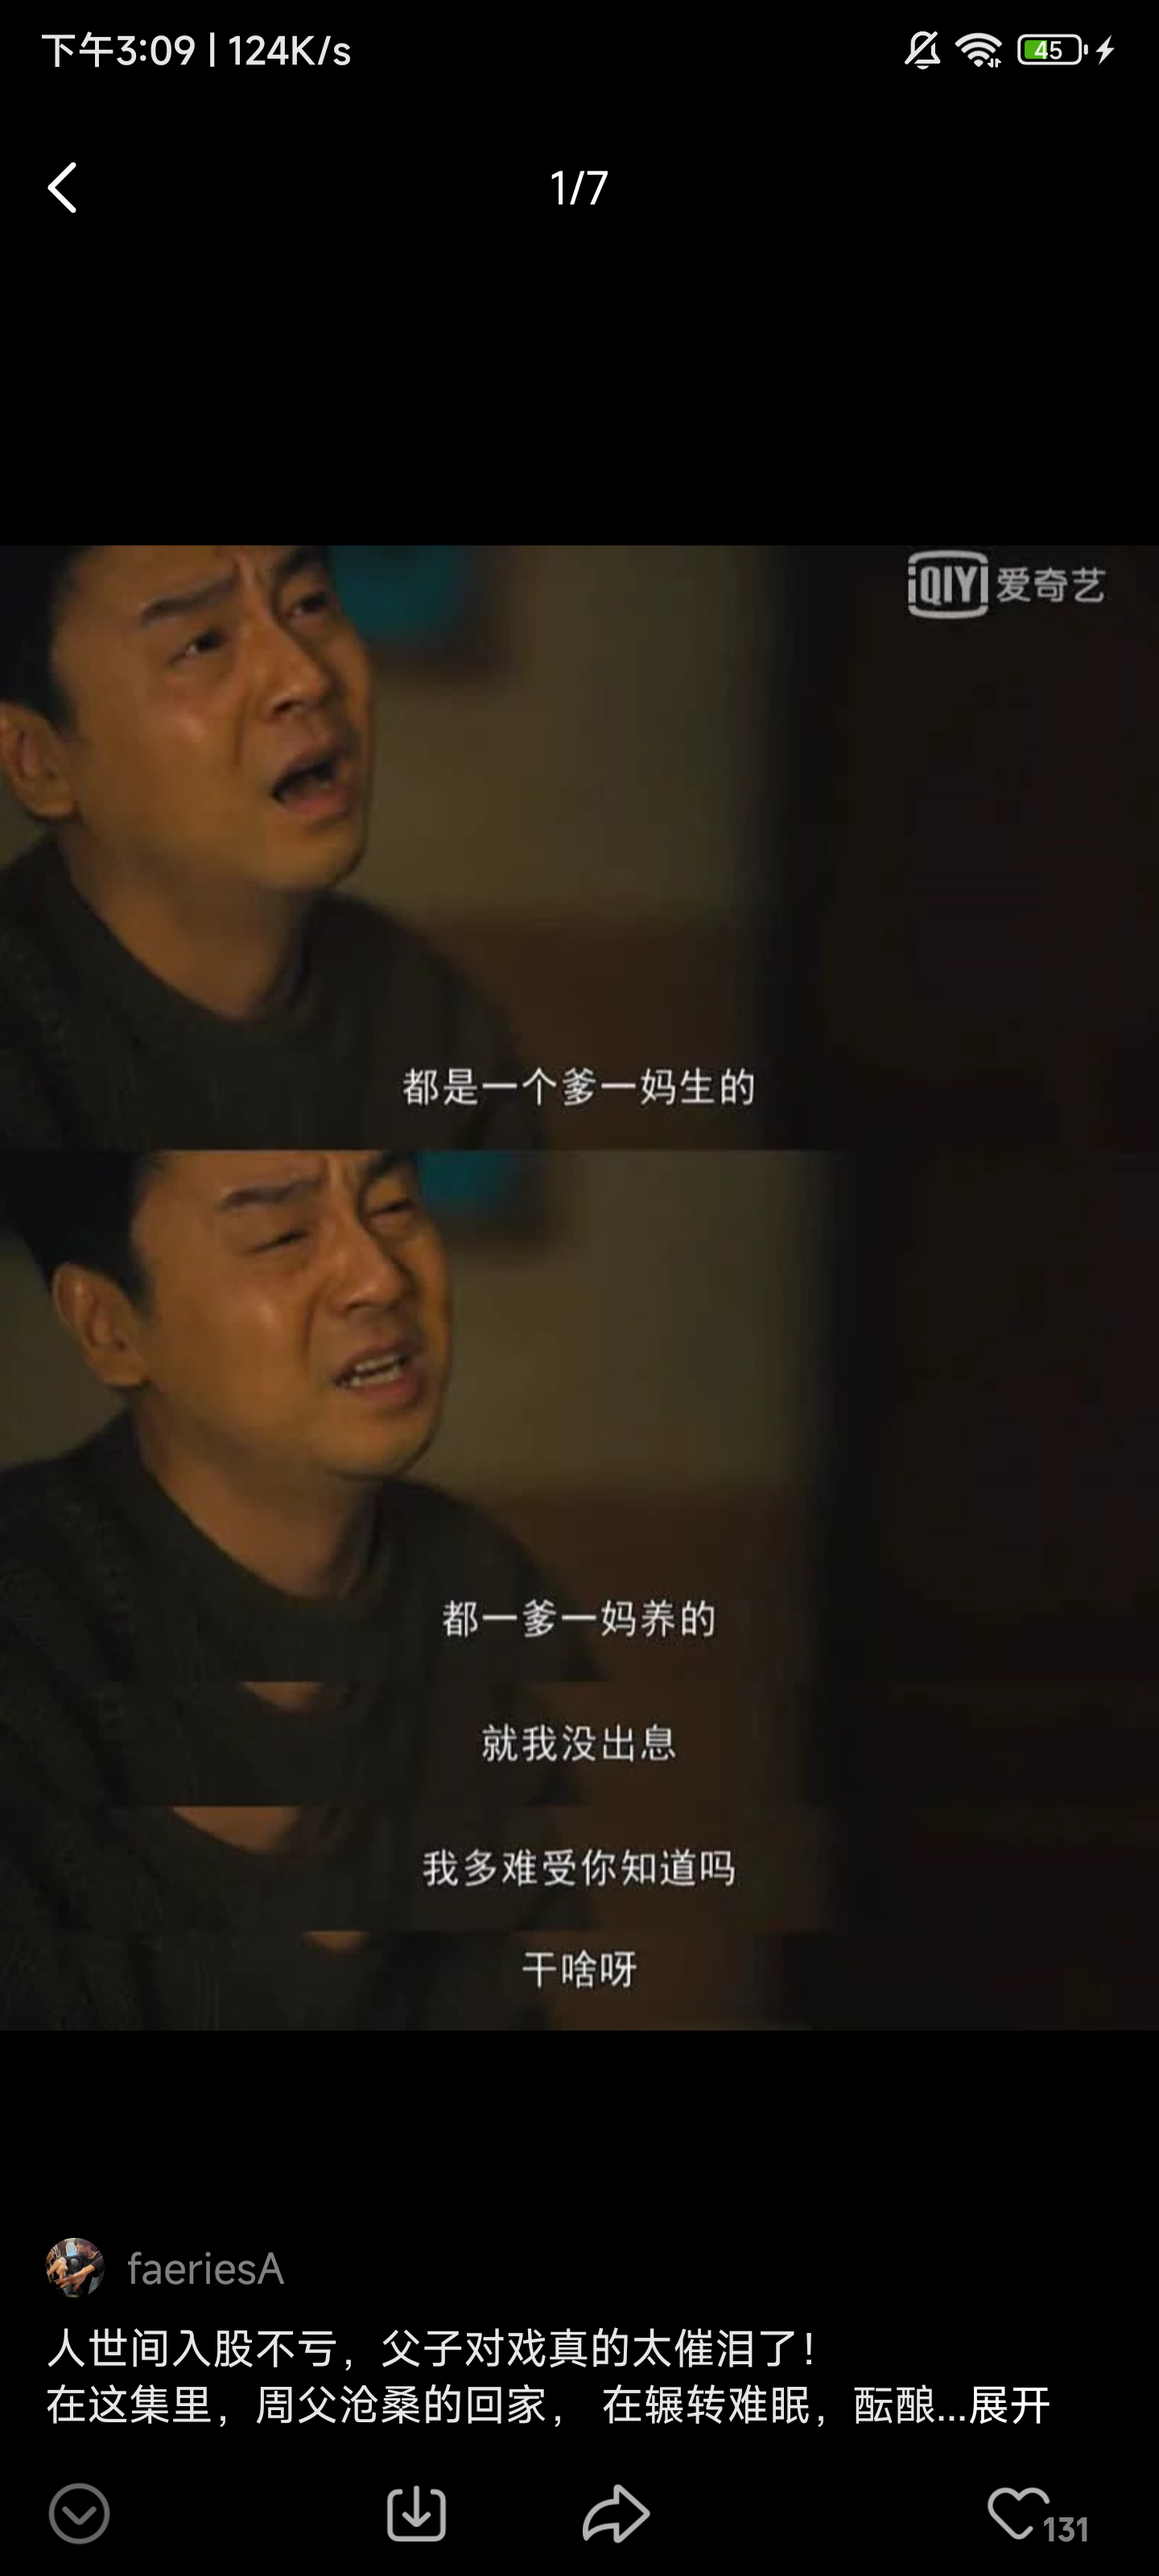 下午3:09 | 124K/s
45
1/7
iQIYI 爱奇艺
都是一个爹一妈生的
都一爹一妈养的
就我没出息
我多难受你知道吗
干啥呀
faeriesA
人世间入股不亏，父子对戏真的太催泪了！
在这集里，周父沧桑的回家， 在辗转难眠，酝酿...展开
131